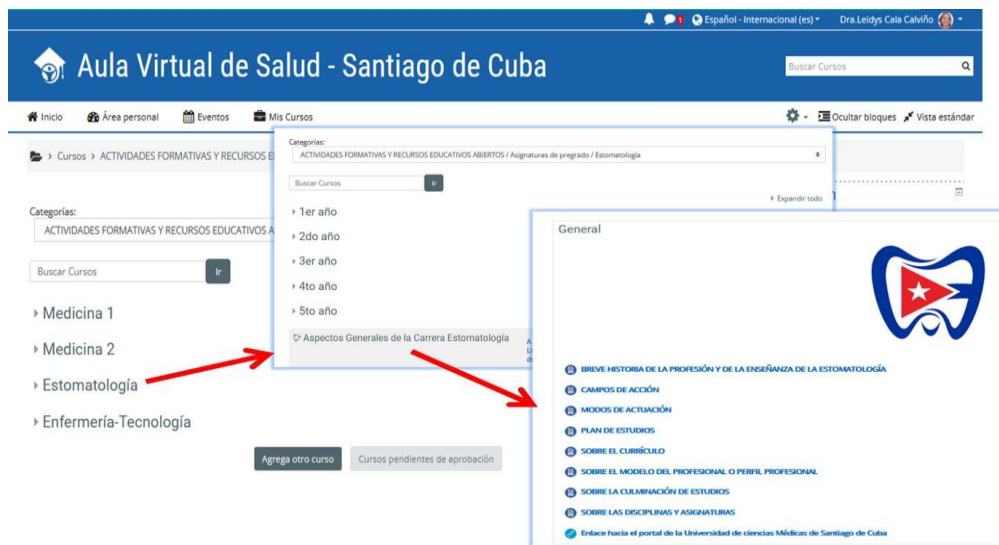 1 Español - Internacional (es) Dra.Leidys Cala Calviño
Aula Virtual de Salud - Santiago de Cuba
Buscar Cursos
Inicio Área personal Eventos Mis Cursos Ocultar bloques Vista estándar
> Cursos > ACTIVIDADES FORMATIVAS Y RECURSOS E
Categorías:
ACTIVIDADES FORMATIVAS Y RECURSOS EDUCATIVOS A
Buscar Cursos Ir
Medicina 1
Medicina 2
Estomatología
Enfermería-Tecnología
Agrega otro curso Cursos pendientes de aprobación
Categorías:
ACTIVIDADES FORMATIVAS Y RECURSOS EDUCATIVOS ABIERTOS / Asignaturas de pregrado / Estomatología
Buscar Cursos Ir
Expandir todo
1er año
2do año
3er año
4to año
5to año
Aspectos Generales de la Carrera Estomatología
General
BREVE HISTORIA DE LA PROFESIÓN Y DE LA ENSEÑANZA DE LA ESTOMATOLOGÍA
CAMPOS DE ACCIÓN
MODOS DE ACTUACIÓN
PLAN DE ESTUDIOS
SOBRE EL CURRÍCULO
SOBRE EL MODELO DEL PROFESIONAL O PERFIL PROFESIONAL
SOBRE LA CULMINACIÓN DE ESTUDIOS
SOBRE LAS DISCIPLINAS Y ASIGNATURAS
Enlace hacia el portal de la Universidad de ciencias Médicas de Santiago de Cuba